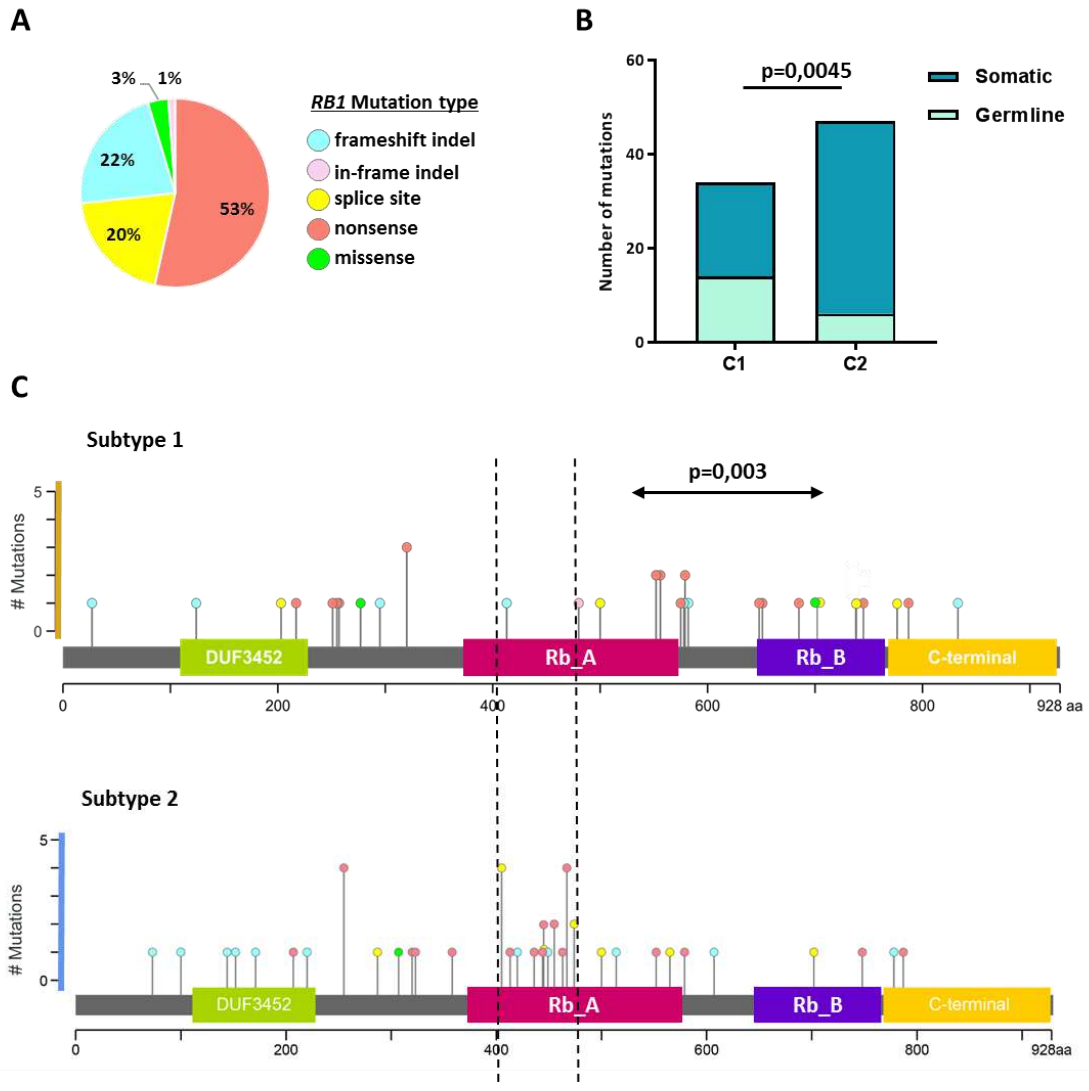 A
3% 1%
22%
53%
20%
RB1 Mutation type
frameshift indel
in-frame indel
splice site
nonsense
missense
B
60
40
20
0
Number of mutations
p=0,0045
C1
C2
Somatic
Germline
C
Subtype 1
p=0,003
5
0
# Mutations
DUF3452
Rb_A
Rb_B
C-terminal
0
200
400
600
800
928 aa
Subtype 2
5
0
# Mutations
DUF3452
Rb_A
Rb_B
C-terminal
0
200
400
600
800
928aa